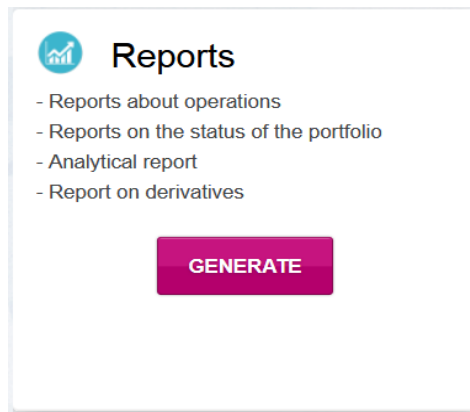 Reports
- Reports about operations
- Reports on the status of the portfolio
- Analytical report
- Report on derivatives
GENERATE